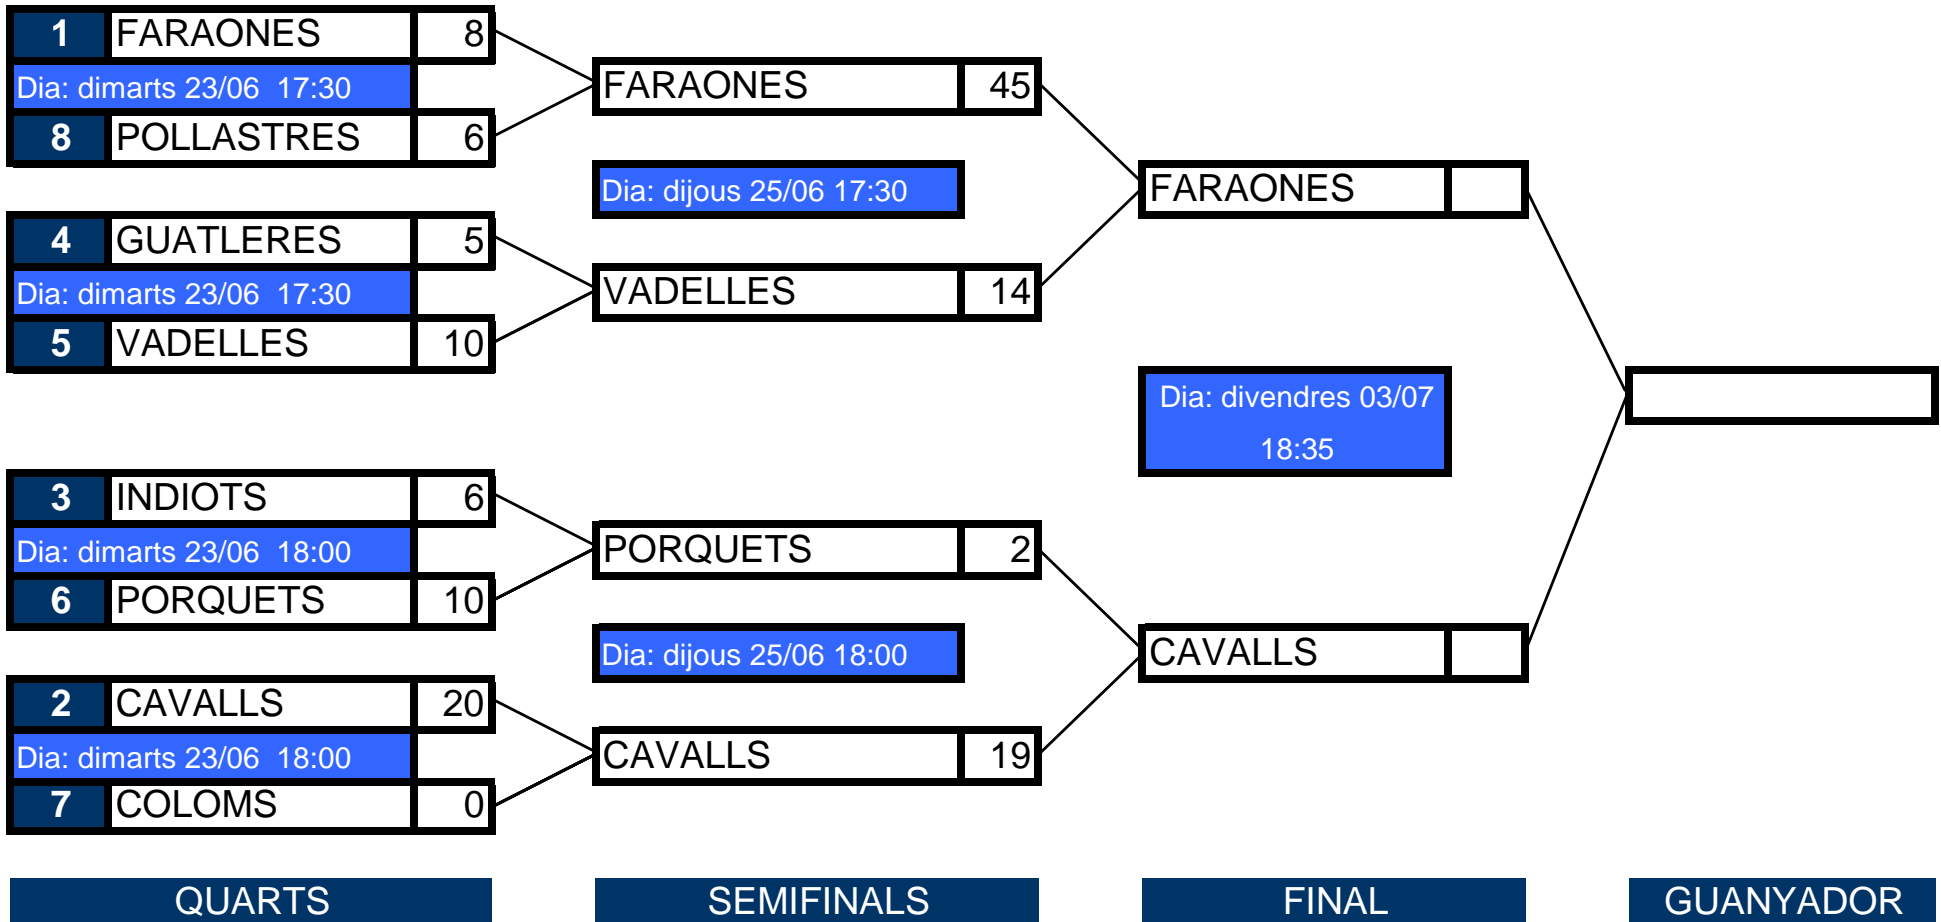 1 FARAONES 8
Dia: dimarts 23/06 17:30
8 POLLASTRES 6
4 GUATLERES 5
Dia: dimarts 23/06 17:30
5 VADELLES 10
3 INDIOTS 6
Dia: dimarts 23/06 18:00
6 PORQUETS 10
2 CAVALLS 20
Dia: dimarts 23/06 18:00
7 COLOMS 0
QUARTS
FARAONES 45
Dia: dijous 25/06 17:30
VADELLES 14
PORQUETS 2
Dia: dijous 25/06 18:00
CAVALLS 19
SEMIFINALS
FARAONES
Dia: divendres 03/07
18:35
CAVALLS
FINAL
GUANYADOR